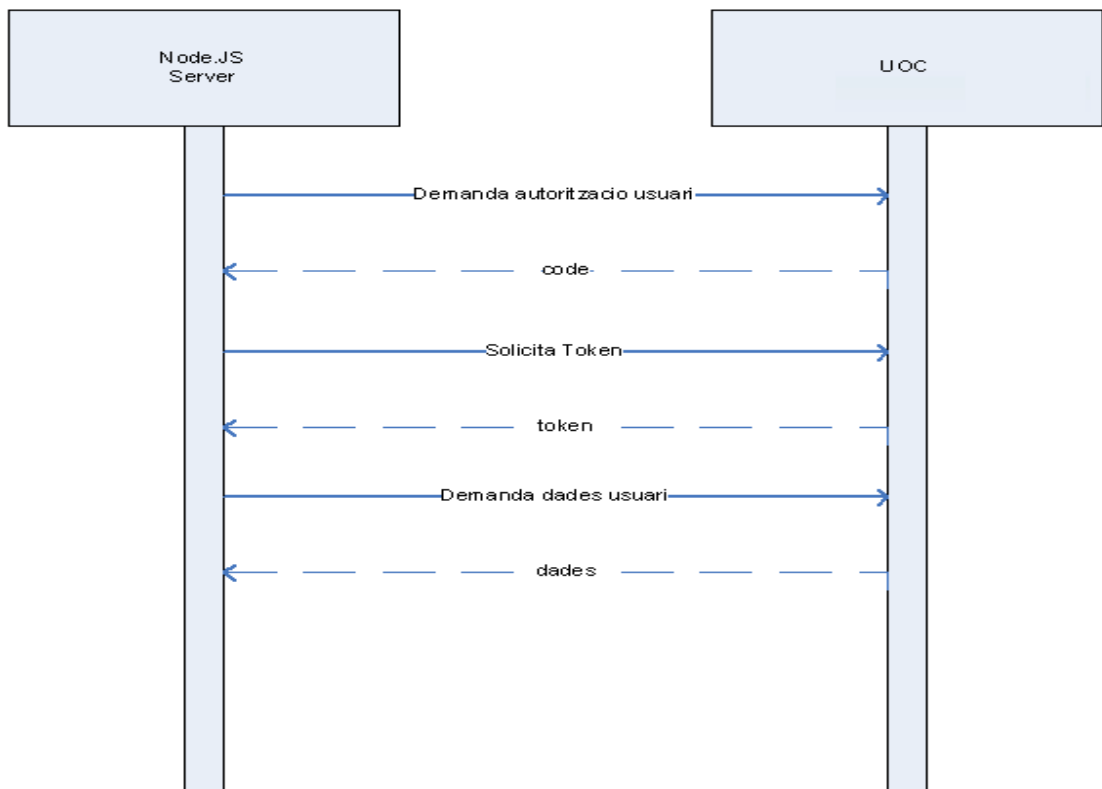 Node.JS
Server
UOC
Demanda autoritzacio usuari
code
Solicita Token
token
Demanda dades usuari
dades